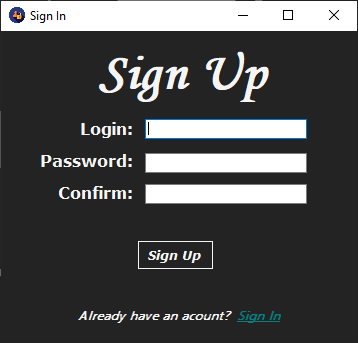 Sign In
Sign Up
Login:
Password:
Confirm:
Sign Up
Already have an acount? Sign In